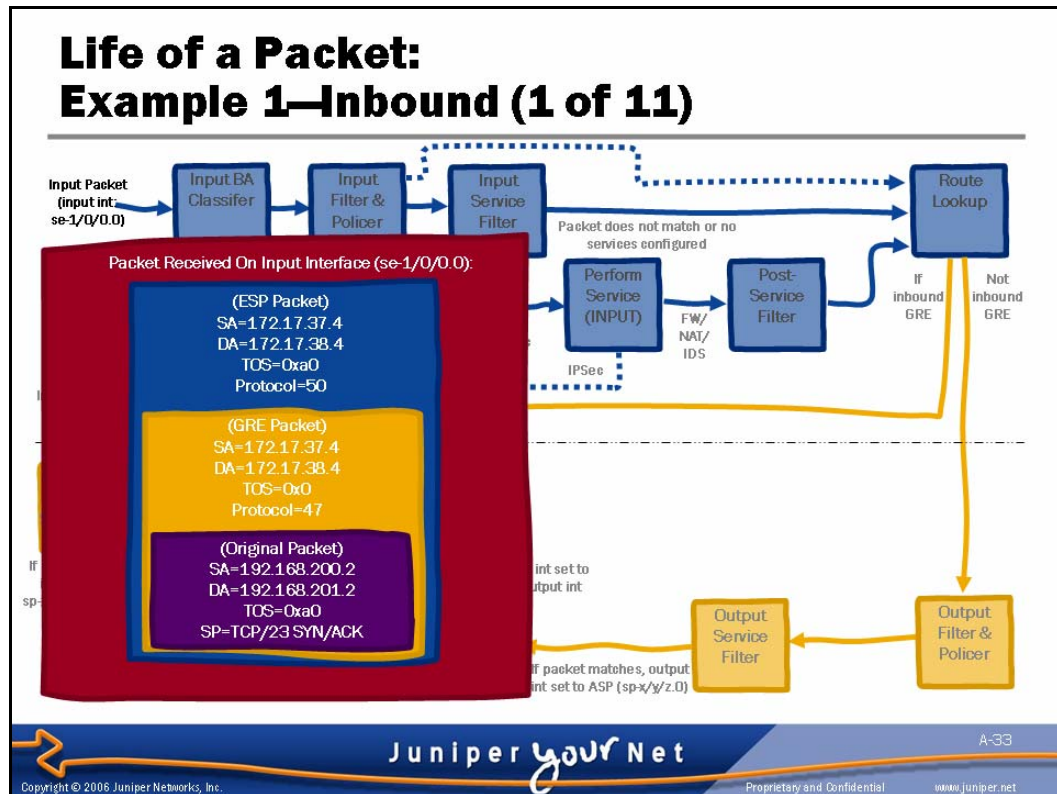 Life of a Packet:
Example 1—Inbound (1 of 11)
Input Packet
(input int:
se-1/0/0.0)
Input BA
Classifer
Input
Filter &
Policer
Input
Service
Filter
Route
Lookup
Packet does not match or no
services configured
Packet Received On Input Interface (se-1/0/0.0):
(ESP Packet)
SA=172.17.37.4
DA=172.17.38.4
TOS=0xa0
Protocol=50
(GRE Packet)
SA=172.17.37.4
DA=172.17.38.4
TOS=0x0
Protocol=47
(Original Packet)
SA=192.168.200.2
DA=192.168.201.2
TOS=0xa0
SP=TCP/23 SYN/ACK
Perform
Service
(INPUT)
FW/
NAT/
IDS
IPSec
Post-
Service
Filter
If
inbound
GRE
Not
inbound
GRE
If
sp-
int set to
utput int
Output
Service
Filter
Output
Filter &
Policer
If packet matches, output
int set to ASP (sp-x/y/z.0)
Juniper your Net
A-33
Copyright © 2006 Juniper Networks, Inc.
Proprietary and Confidential
www.juniper.net